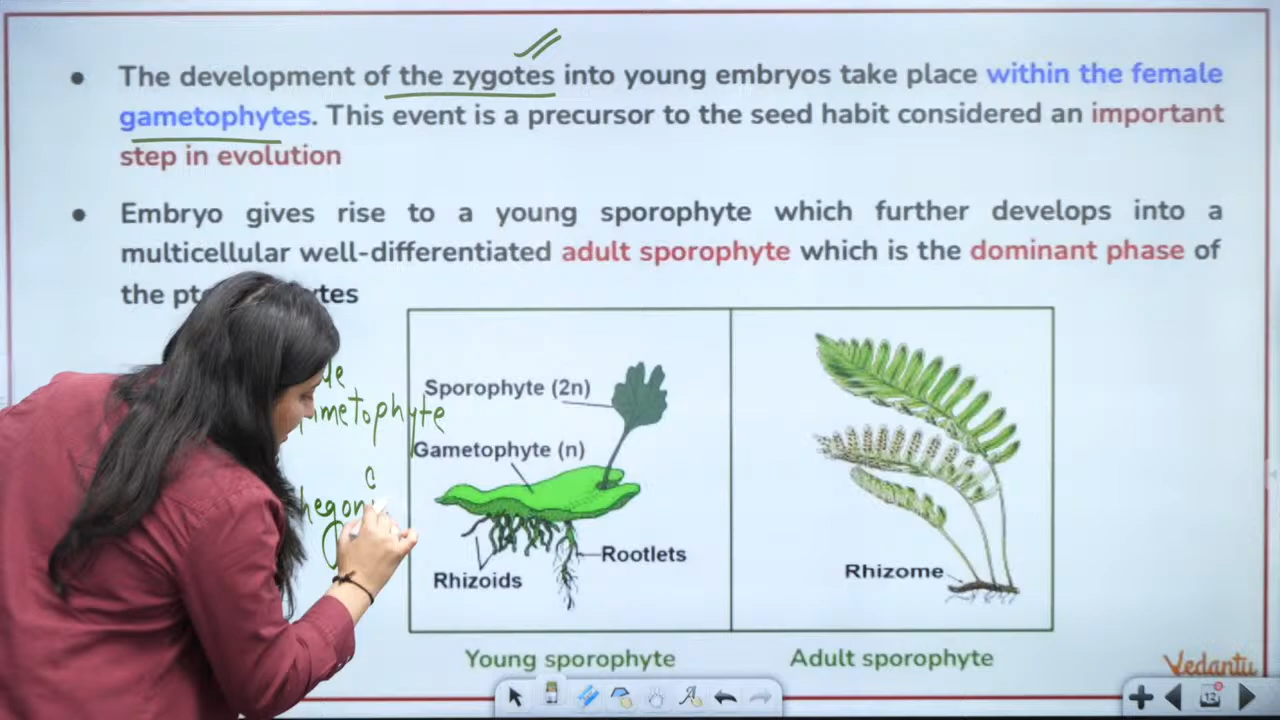 ● The development of the zygotes into young embryos take place within the female
gametophytes. This event is a precursor to the seed habit considered an important
step in evolution
● Embryo gives rise to a young sporophyte which further develops into a
multicellular well-differentiated adult sporophyte which is the dominant phase of
the
Sporophyte (2n)
Gametophyte (n)
Rhizoids
Rootlets
Rhizome
Young sporophyte
Adult sporophyte
Vedantu
12